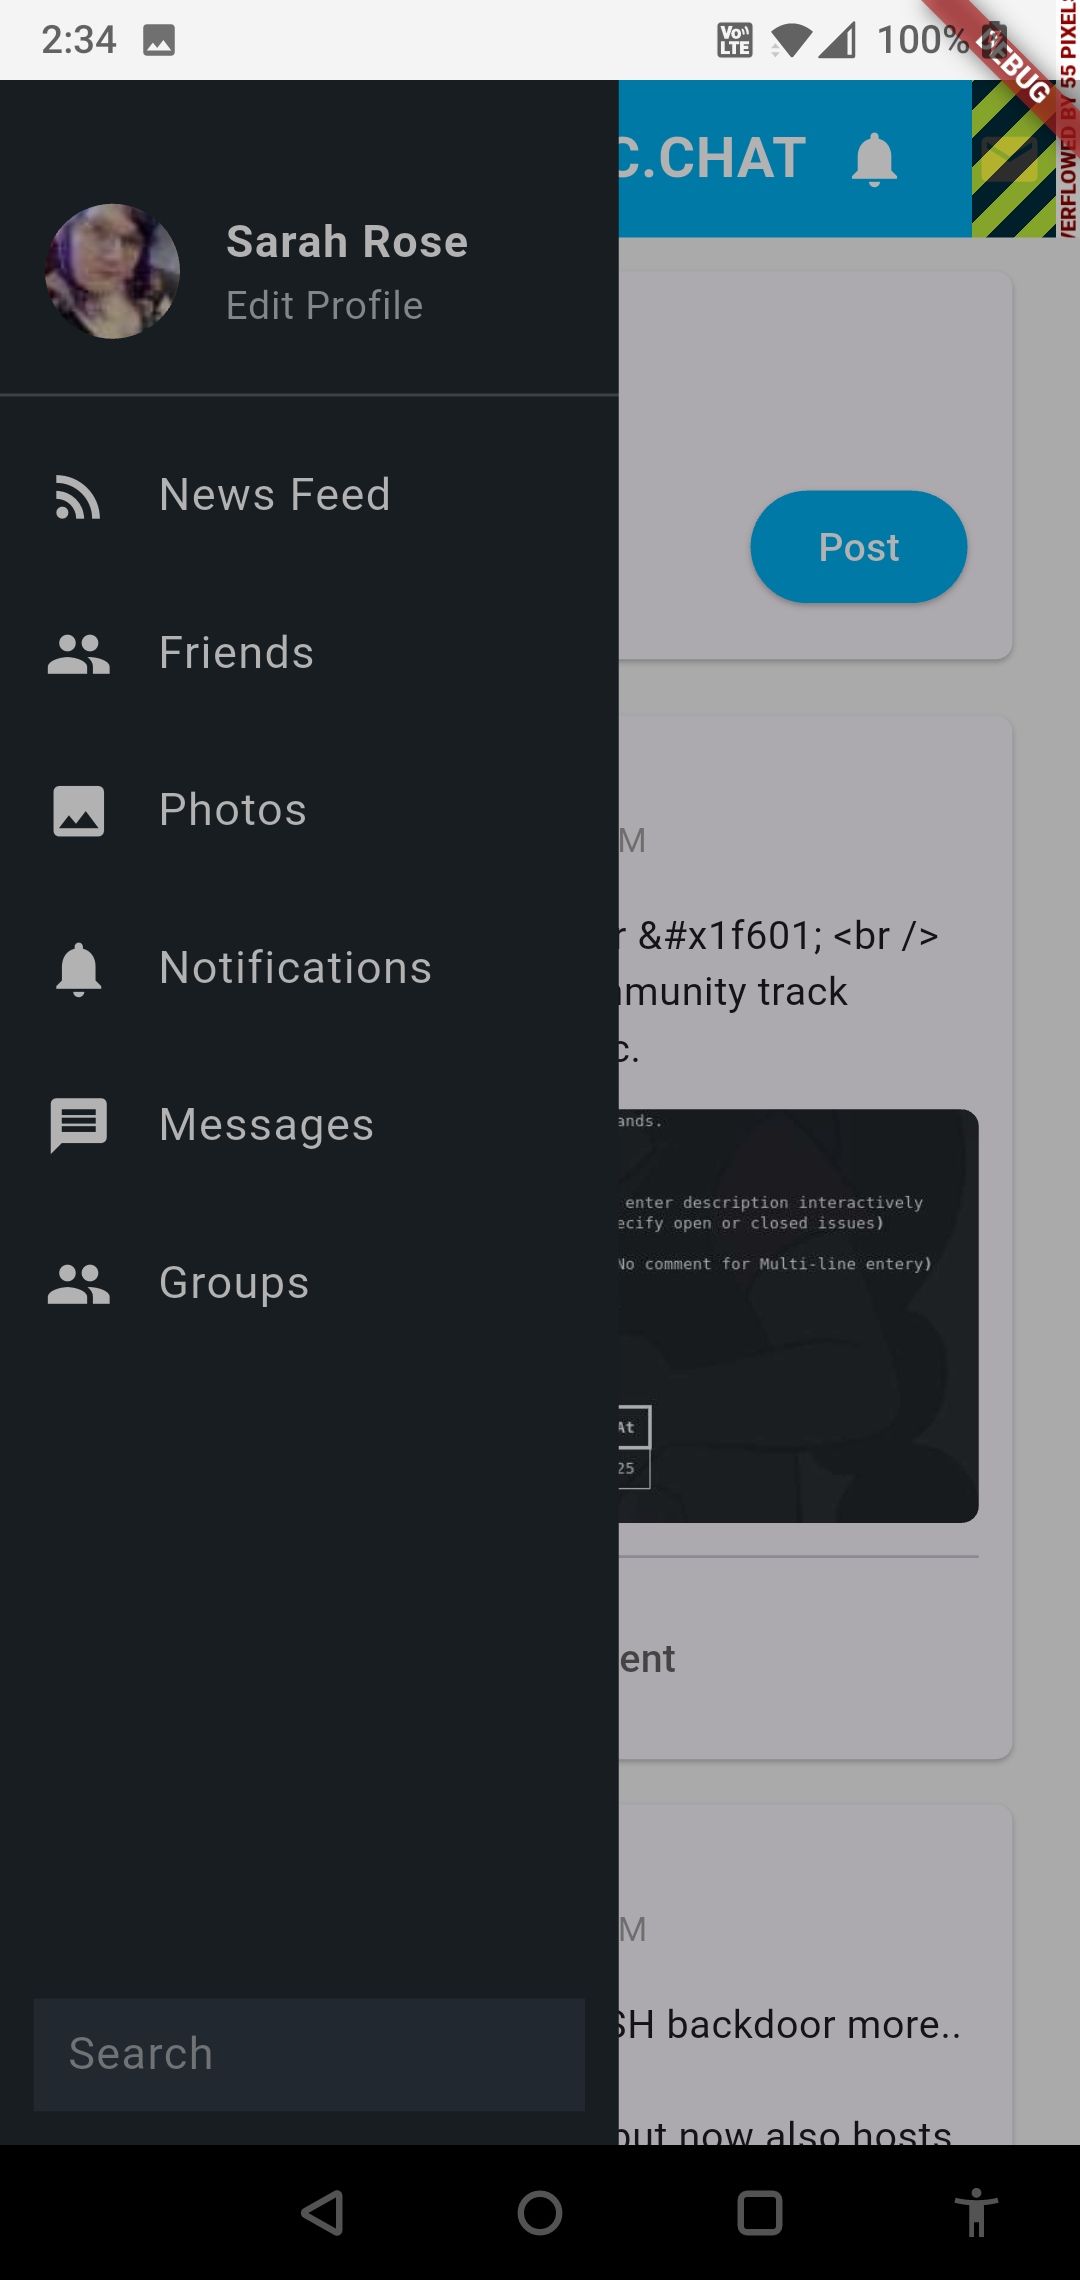 2:34
Vo LTE
100%
DEBUG
C.CHAT
Sarah Rose
Edit Profile
News Feed
Post
Friends
Photos
M
&#x1f601; <br />
Notifications
munity track
c.
Messages
ands.
enter description interactively
ecify open or closed issues)
No comment for Multi-line entery)
Groups
At
25
ent
M
SH backdoor more..
Search
but now also hosts
ERFLOWED BY 55 PIXELS